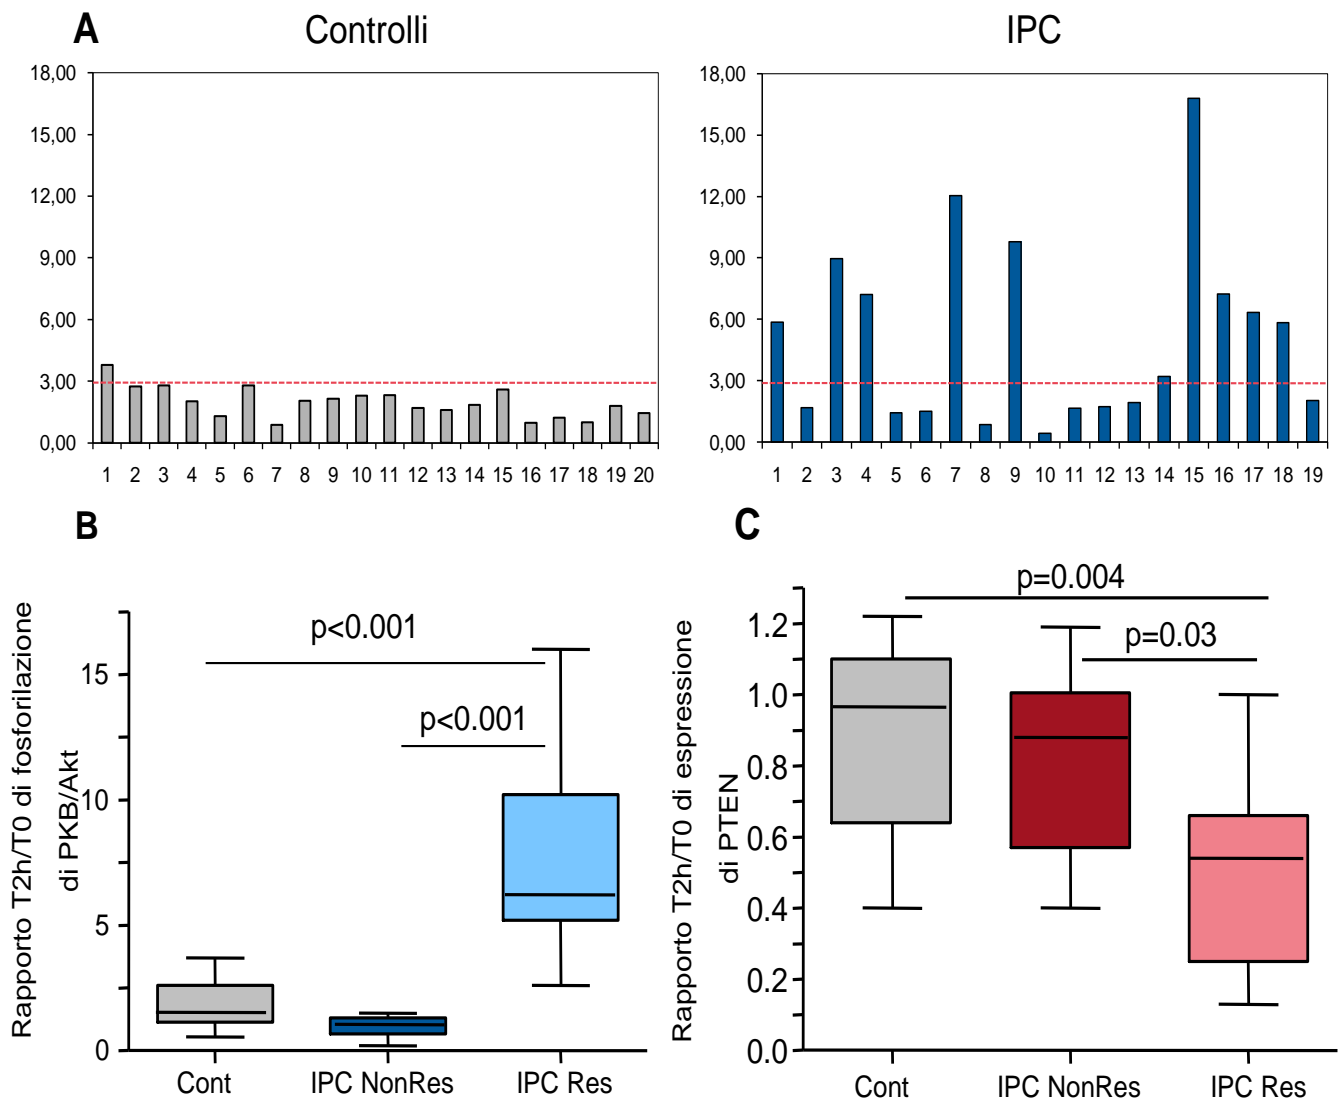 A
Controlli
IPC
18,00
15,00
12,00
9,00
6,00
3,00
0,00
1 2 3 4 5 6 7 8 9 10 11 12 13 14 15 16 17 18 19 20
18,00
15,00
12,00
9,00
6,00
3,00
0,00
1 2 3 4 5 6 7 8 9 10 11 12 13 14 15 16 17 18 19
B
Rapporto T2h/T0 di fosforilazione
di PKB/Akt
p<0.001
p<0.001
15
10
5
0
Cont IPC NonRes IPC Res
C
Rapporto T2h/T0 di espressione
di PTEN
p=0.004
p=0.03
1.2
1.0
0.8
0.6
0.4
0.2
0.0
Cont IPC NonRes IPC Res